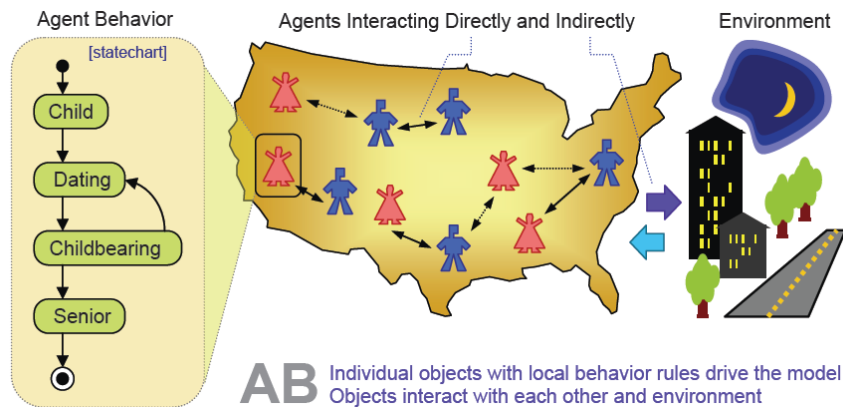 Agent Behavior
Agents Interacting Directly and Indirectly
Environment
[statechart]
Child
Dating
Childbearing
Senior
AB
Individual objects with local behavior rules drive the model
Objects interact with each other and environment